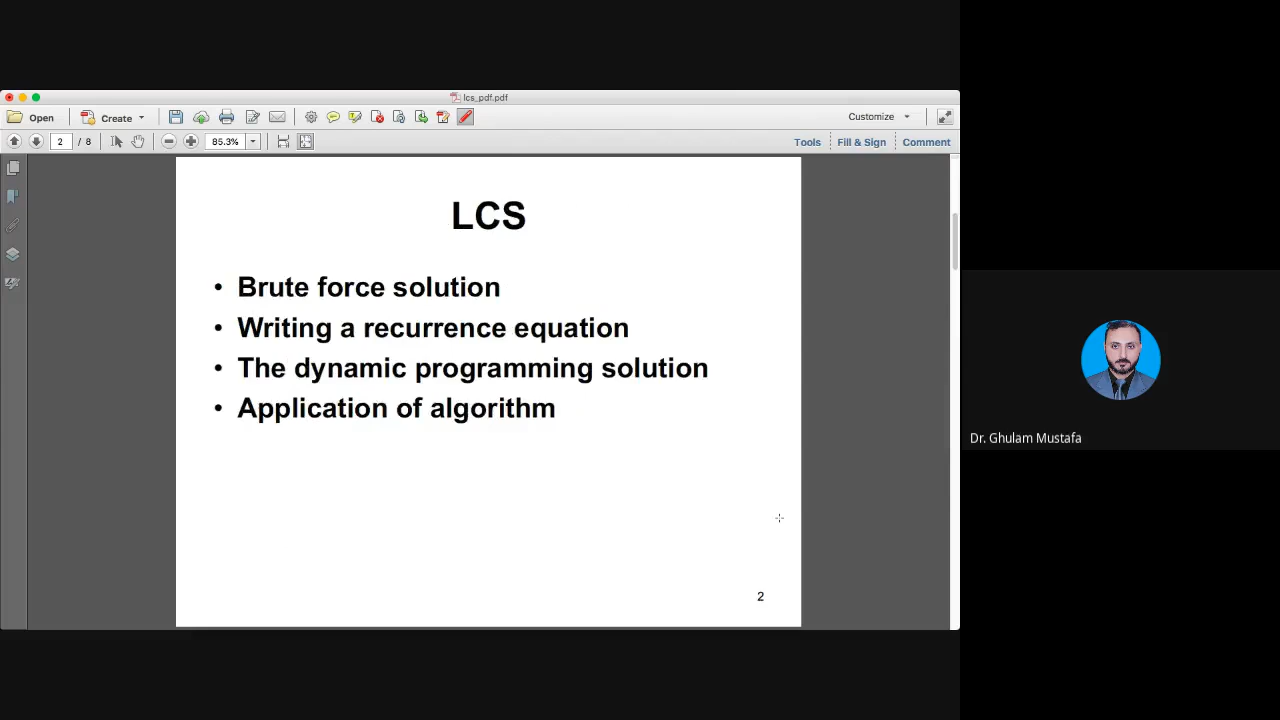 lcs_pdf.pdf
Open
Create
Customize
2 / 8
85.3%
Tools
Fill & Sign
Comment
LCS
• Brute force solution
• Writing a recurrence equation
• The dynamic programming solution
• Application of algorithm
2
Dr. Ghulam Mustafa